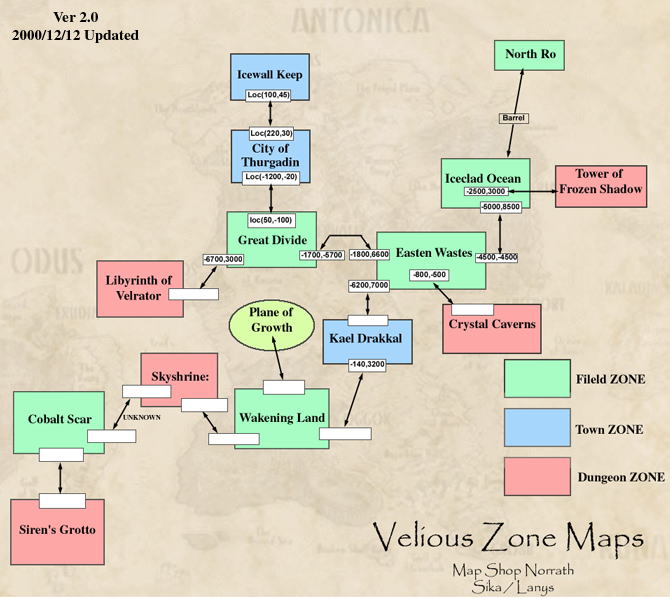 Ver 2.0
2000/12/12 Updated
ANTONICA
North Ro
Icewall Keep
Loc(100,45)
Barrel
Loc(220,30)
City of
Thurgadin
Loc(-1200, -20)
Iceclad Ocean
-2500,3000
-5000,8500
Tower of
Frozen Shadow
loc(50,-100)
Great Divide
-6700,3000
-1700,-5700
-1800,6600
Easten Wastes
-4500,-4500
-800,-500
-6200,7000
ODUS
Libyrinth of
Velrator
Plane of
Growth
Crystal Caverns
Kael Drakkal
-140,3200
Skyshrine:
UNKNOWN
Cobalt Scar
Wakening Land
Siren's Grotto
Fileld ZONE
Town ZONE
Dungeon ZONE
Velious Zone Maps
Map Shop Norrath
Sika / Lanys